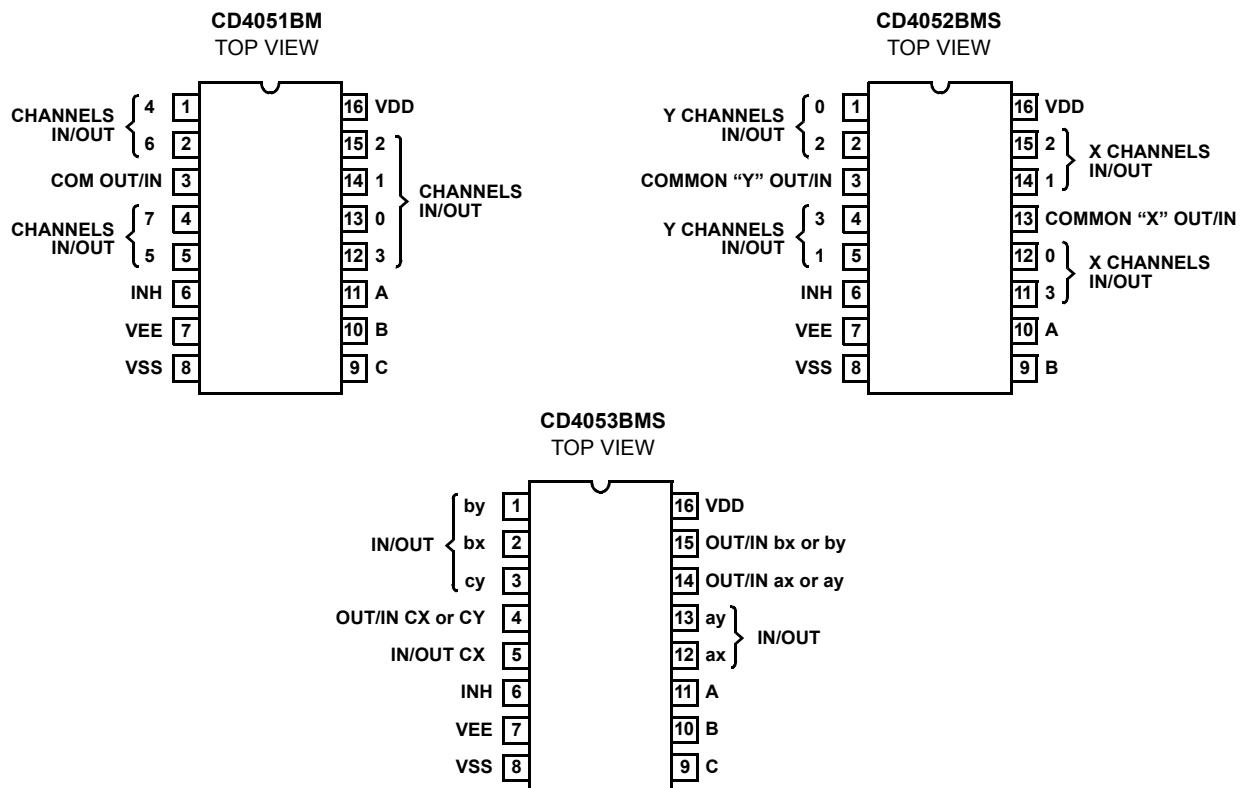 CD4051BM
TOP VIEW
CHANNELS
IN/OUT
4 1
6 2
COM OUT/IN 3
CHANNELS
IN/OUT
7 4
5 5
INH 6
VEE 7
VSS 8
16 VDD
15 2
14 1
13 0
12 3
CHANNELS
IN/OUT
11 A
10 B
9 C
CD4052BMS
TOP VIEW
Y CHANNELS
IN/OUT
0 1
2 2
COMMON “Y” OUT/IN 3
Y CHANNELS
IN/OUT
3 4
1 5
INH 6
VEE 7
VSS 8
16 VDD
15 2
14 1
X CHANNELS
IN/OUT
13 COMMON “X” OUT/IN
12 0
11 3
X CHANNELS
IN/OUT
10 A
9 B
CD4053BMS
TOP VIEW
IN/OUT
by 1
bx 2
cy 3
OUT/IN CX or CY 4
IN/OUT CX 5
INH 6
VEE 7
VSS 8
16 VDD
15 OUT/IN bx or by
14 OUT/IN ax or ay
13 ay
12 ax
IN/OUT
11 A
10 B
9 C